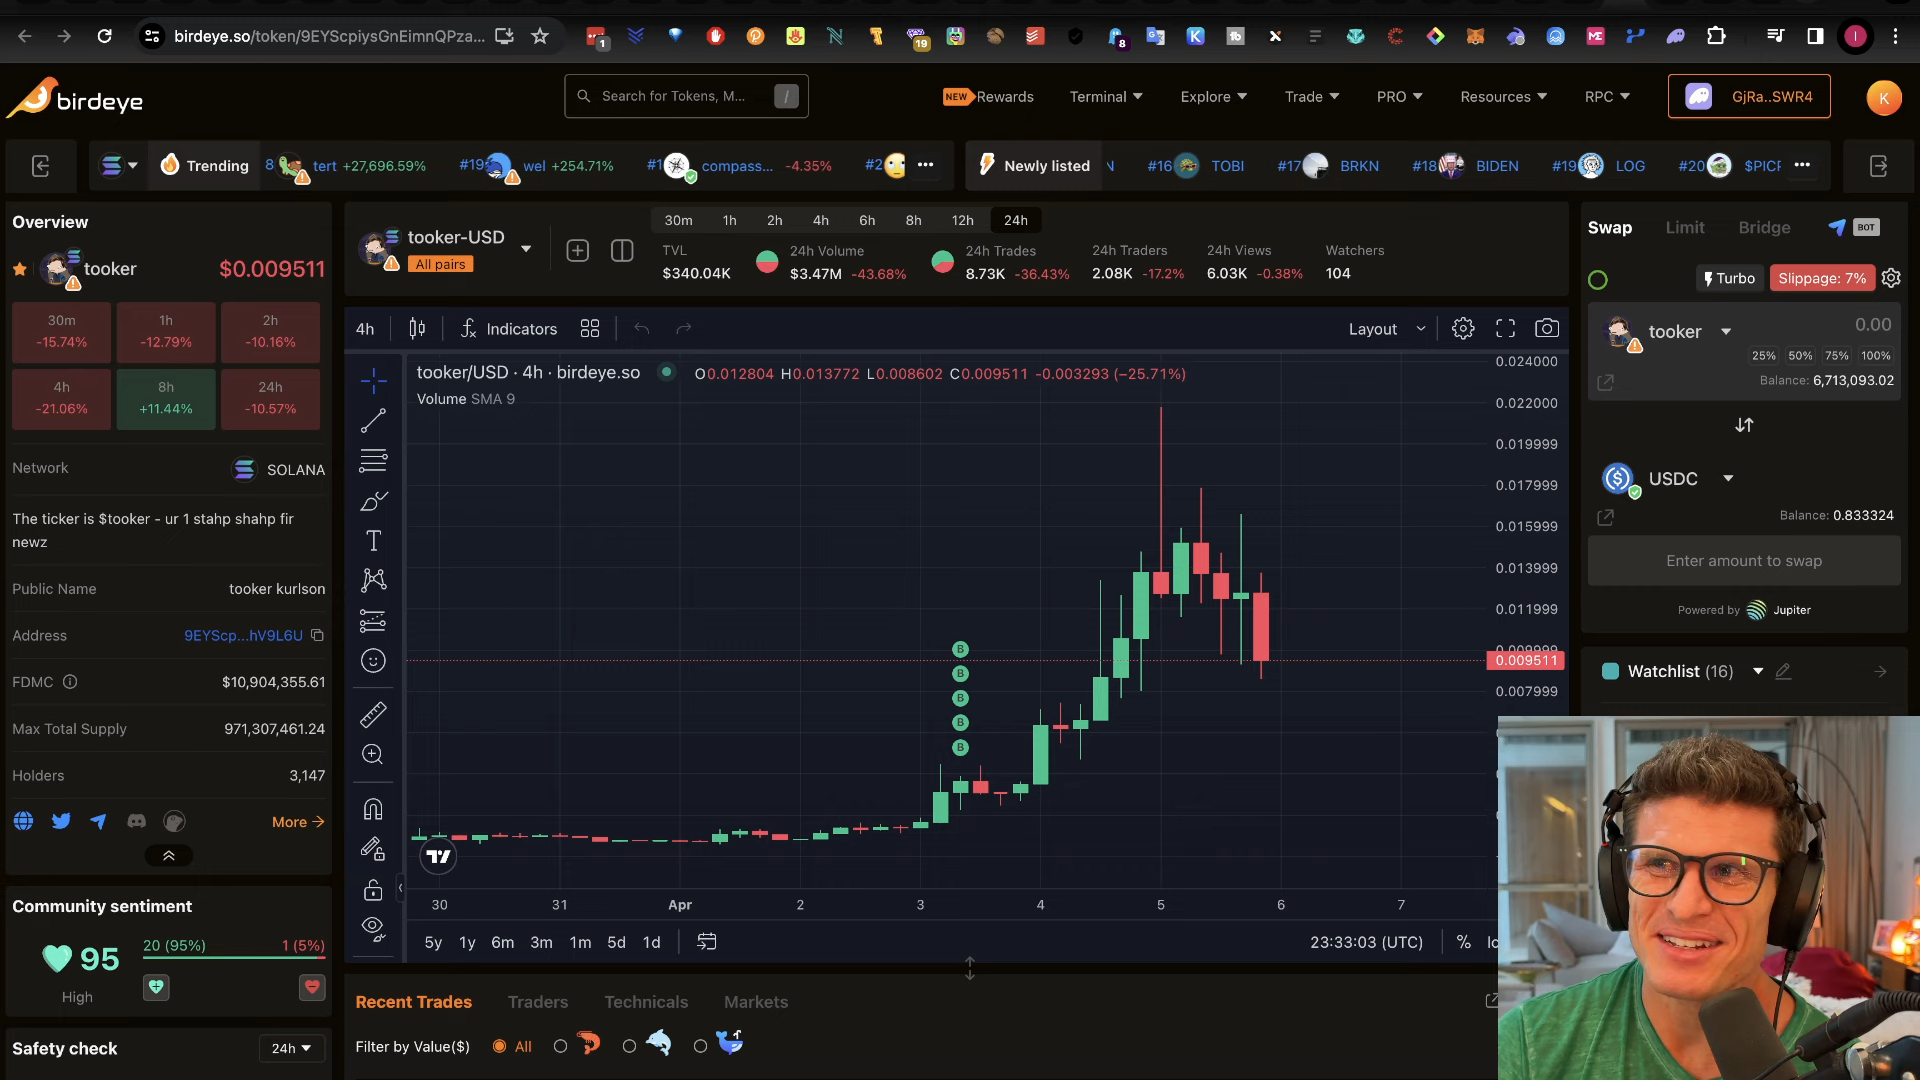 birdeye.so/token/9EYScpiysGnEimnQPza...
1
19
8
birdeye
Search for Tokens, M...
/
NEW Rewards
Terminal
Explore
Trade
PRO
Resources
RPC
GjRa..SWR4
K
Trending
8 tert +27,696.59%
#19 wel +254.71%
#1 compass... -4.35%
#2
Newly listed
N
#16 TOBI
#17 BRKN
#18 BIDEN
#19 LOG
#20 $PICP
Overview
tooker
$0.009511
30m
-15.74%
1h
-12.79%
2h
-10.16%
4h
-21.06%
8h
+11.44%
24h
-10.57%
Network
SOLANA
The ticker is $tooker - ur 1 stahp shahp fir
newz
Public Name
tooker kurlson
Address
9EYScp...hV9L6U
FDMC
$10,904,355.61
Max Total Supply
971,307,461.24
Holders
3,147
More
Community sentiment
95
High
20 (95%)
1 (5%)
Safety check
24h
tooker-USD
All pairs
30m 1h 2h 4h 6h 8h 12h 24h
TVL
$340.04K
24h Volume
$3.47M -43.68%
24h Trades
8.73K -36.43%
24h Traders
2.08K -17.2%
24h Views
6.03K -0.38%
Watchers
104
4h
Indicators
Layout
tooker/USD · 4h · birdeye.so
O0.012804 H0.013772 L0.008602 C0.009511 -0.003293 (−25.71%)
Volume SMA 9
B
B
B
B
B
0.024000
0.022000
0.019999
0.017999
0.015999
0.013999
0.011999
0.009511
0.007999
30 31 Apr 2 3 4 5 6 7
5y 1y 6m 3m 1m 5d 1d
23:33:03 (UTC)
%
Recent Trades
Traders
Technicals
Markets
Filter by Value($)
All
Swap
Limit
Bridge
BOT
Turbo
Slippage: 7%
tooker
0.00
25% 50% 75% 100%
Balance: 6,713,093.02
USDC
Balance: 0.833324
Enter amount to swap
Powered by Jupiter
Watchlist (16)